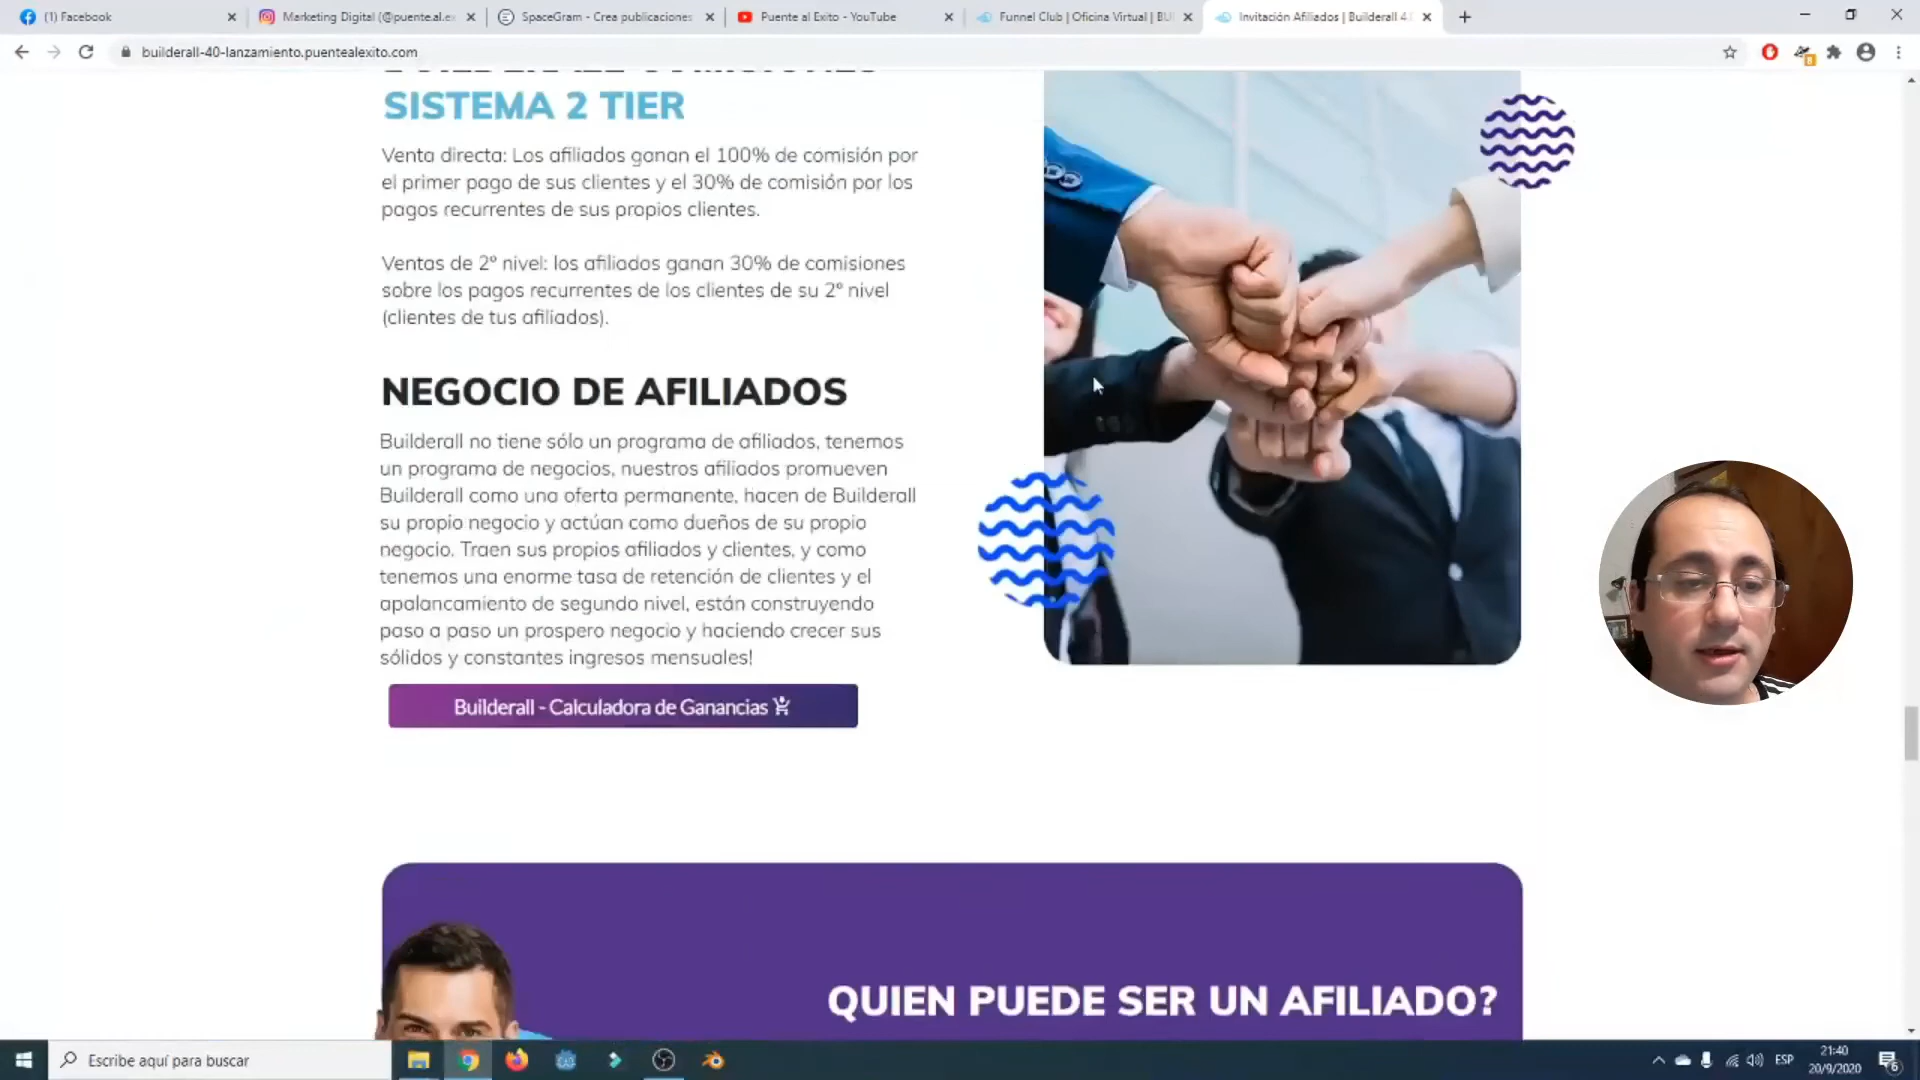 (1) Facebook
Marketing Digital (@puente.al.e
SpaceGram - Crea publicaciones
Puente al Exito - YouTube
Funnel Club | Oficina Virtual | BU
Invitación Afiliados | Builderall 4
builderall-40-lanzamiento.puentealexito.com
SISTEMA 2 TIER
Venta directa: Los afiliados ganan el 100% de comisión por
el primer pago de sus clientes y el 30% de comisión por los
pagos recurrentes de sus propios clientes.
Ventas de 2º nivel: los afiliados ganan 30% de comisiones
sobre los pagos recurrentes de los clientes de su 2º nivel
(clientes de tus afiliados).
NEGOCIO DE AFILIADOS
Builderall no tiene sólo un programa de afiliados, tenemos
un programa de negocios, nuestros afiliados promueven
Builderall como una oferta permanente, hacen de Builderall
su propio negocio y actúan como dueños de su propio
negocio. Traen sus propios afiliados y clientes, y como
tenemos una enorme tasa de retención de clientes y el
apalancamiento de segundo nivel, están construyendo
paso a paso un prospero negocio y haciendo crecer sus
sólidos y constantes ingresos mensuales!
Builderall - Calculadora de Ganancias
QUIEN PUEDE SER UN AFILIADO?
Escribe aquí para buscar
ESP
21:40
20/9/2020
6